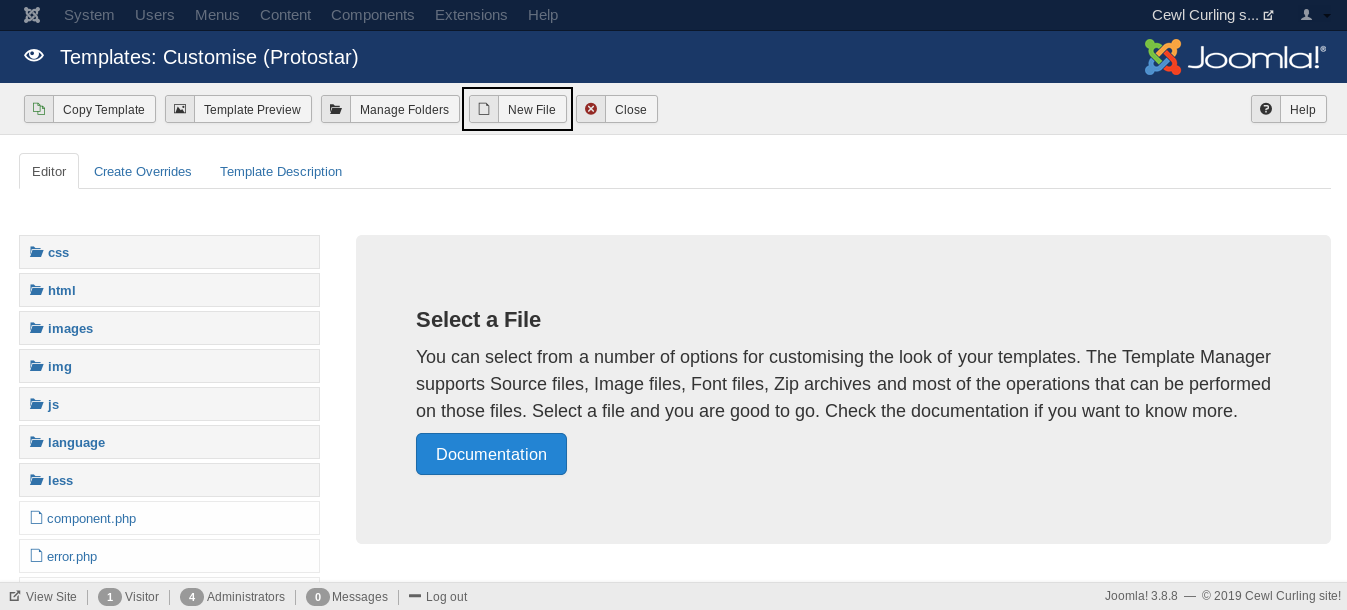 System Users Menus Content Components Extensions Help Cewl Curling s...
Templates: Customise (Protostar) Joomla!®
Copy Template Template Preview Manage Folders New File Close Help
Editor Create Overrides Template Description
css
html
images
img
js
language
less
component.php
error.php
Select a File
You can select from a number of options for customising the look of your templates. The Template Manager
supports Source files, Image files, Font files, Zip archives and most of the operations that can be performed
on those files. Select a file and you are good to go. Check the documentation if you want to know more.
Documentation
View Site 1 Visitor 4 Administrators 0 Messages Log out Joomla! 3.8.8 — © 2019 Cewl Curling site!